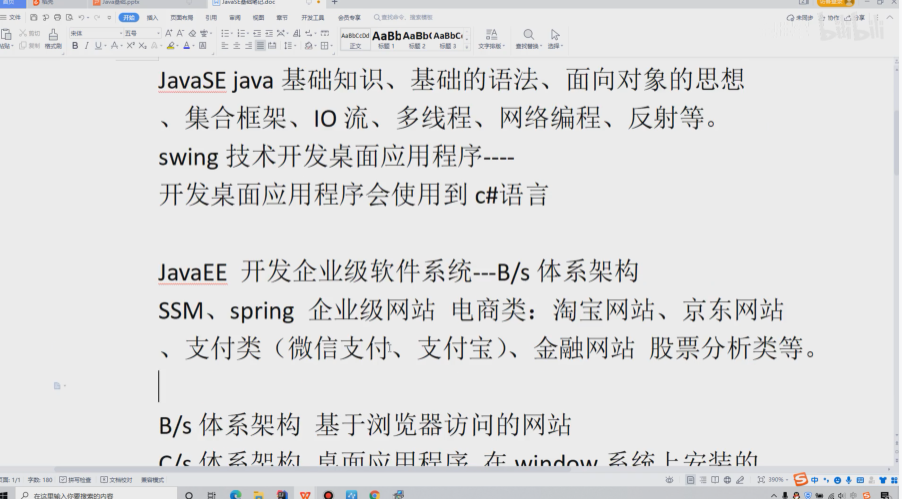 Java基础.pptx
JavaSE基础笔记.doc
文件
开始 插入 页面布局 引用 审阅 视图 章节 开发工具 会员专享 查找命令、搜索模板
未同步 协作 分享
剪切 复制 格式刷
宋体 五号
AaBbCcDd AaBb AaBb( AaBbC
正文 标题 1 标题 2 标题 3
文字排版 查找替换 选择
bilibili
JavaSE java 基础知识、基础的语法、面向对象的思想
、集合框架、IO 流、多线程、网络编程、反射等。
swing 技术开发桌面应用程序----
开发桌面应用程序会使用到 c#语言
JavaEE 开发企业级软件系统---B/s 体系架构
SSM、spring 企业级网站 电商类：淘宝网站、京东网站
、支付类（微信支付、支付宝）、金融网站 股票分析类等。
B/s 体系架构 基于浏览器访问的网站
C/s 体系架构 桌面应用程序 在 window 系统上安装的
页面: 1/1 字数: 180 拼写检查 文档校对 兼容模式
390%
中
在这里输入你要搜索的内容